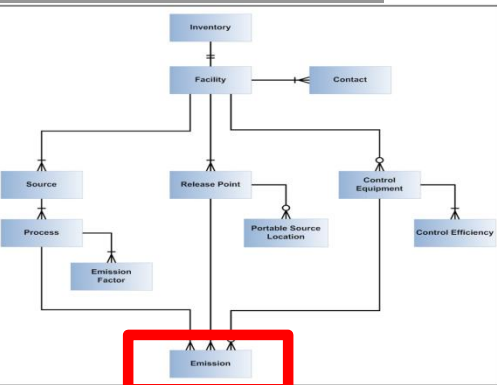 Inventory
Facility
Contact
Source
Release Point
Control
Equipment
Process
Portable Source
Location
Control Efficiency
Emission
Factor
Emission